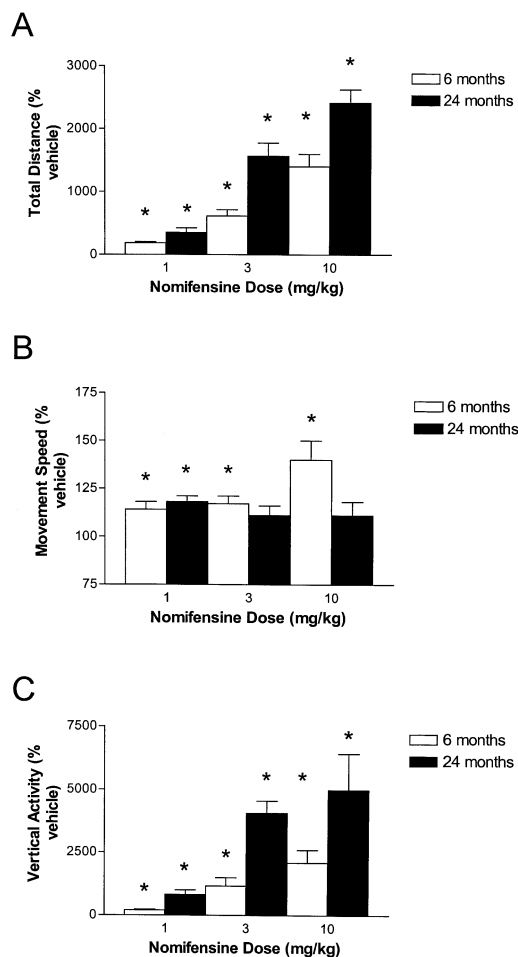 A
Total Distance (%
vehicle)
3000
2000
1000
0
*
*
*
*
*
*
6 months
24 months
1
3
10
Nomifensine Dose (mg/kg)
B
Movement Speed (%
vehicle)
175
150
125
100
75
*
*
*
*
6 months
24 months
1
3
10
Nomifensine Dose (mg/kg)
C
Vertical Activity (%
vehicle)
7500
5000
2500
0
*
*
*
*
*
*
6 months
24 months
1
3
10
Nomifensine Dose (mg/kg)